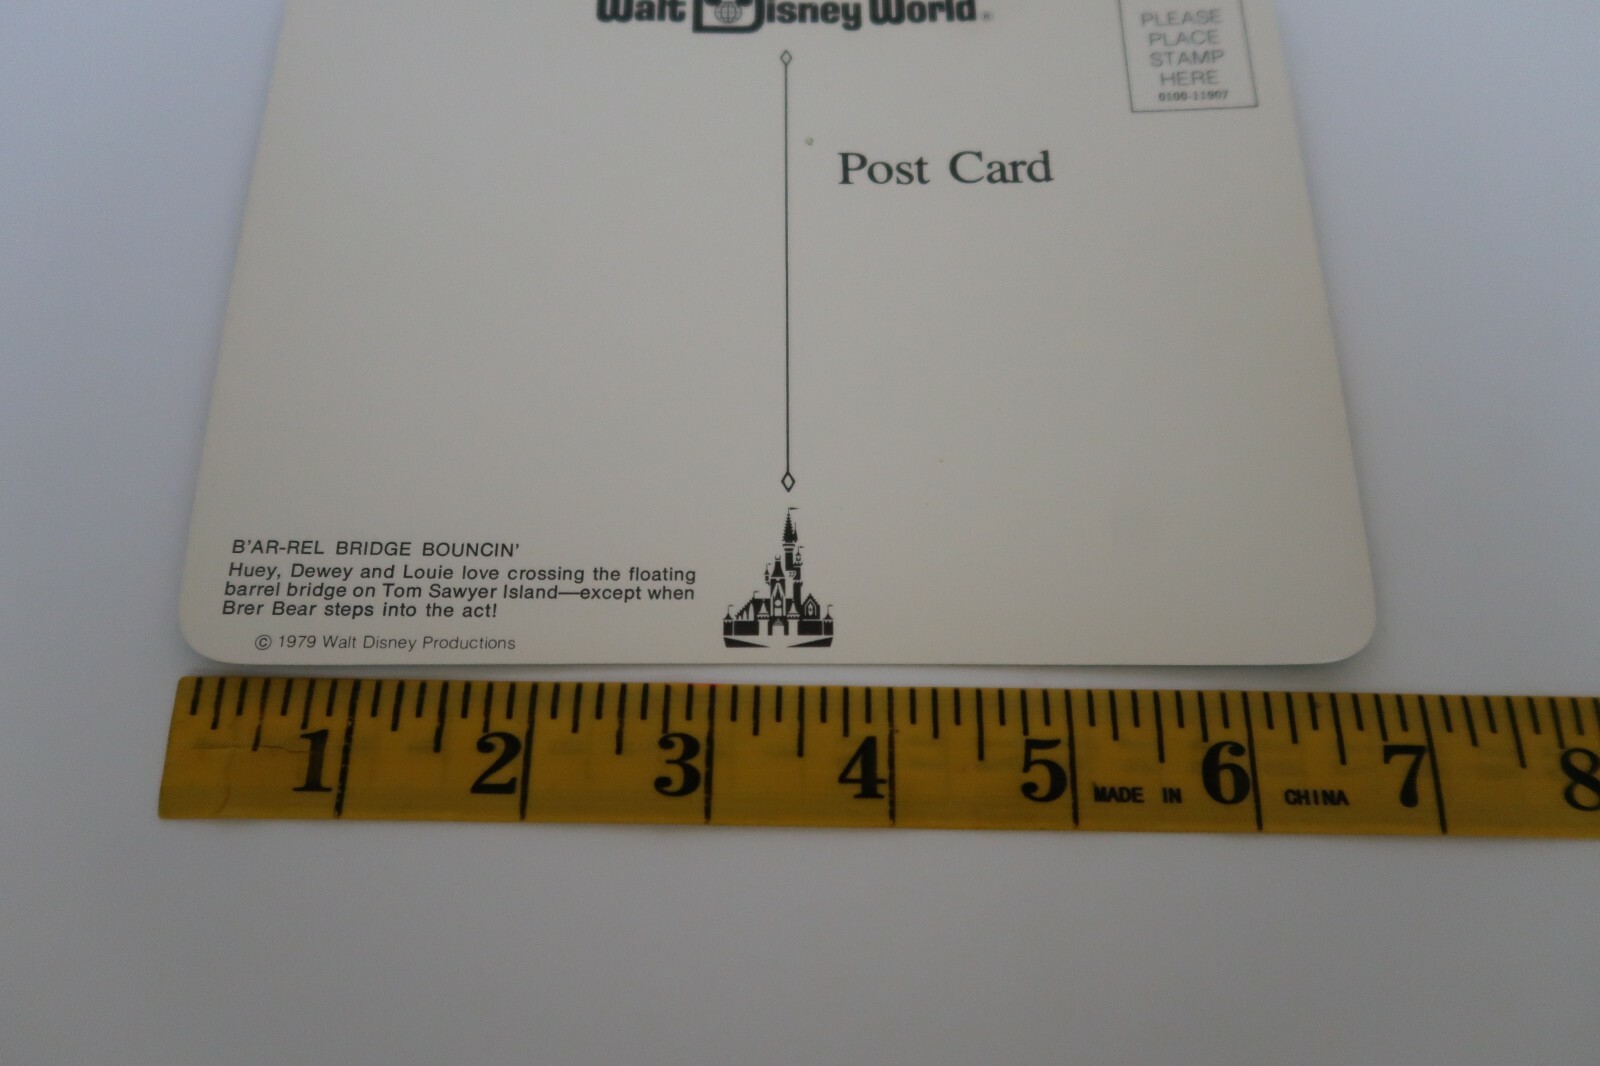 Walt Disney World®
PLEASE
PLACE
STAMP
HERE
0100-11907
Post Card
B'AR-REL BRIDGE BOUNCIN'
Huey, Dewey and Louie love crossing the floating
barrel bridge on Tom Sawyer Island—except when
Brer Bear steps into the act!
© 1979 Walt Disney Productions
1 2 3 4 5 MADE IN 6 CHINA 7 8